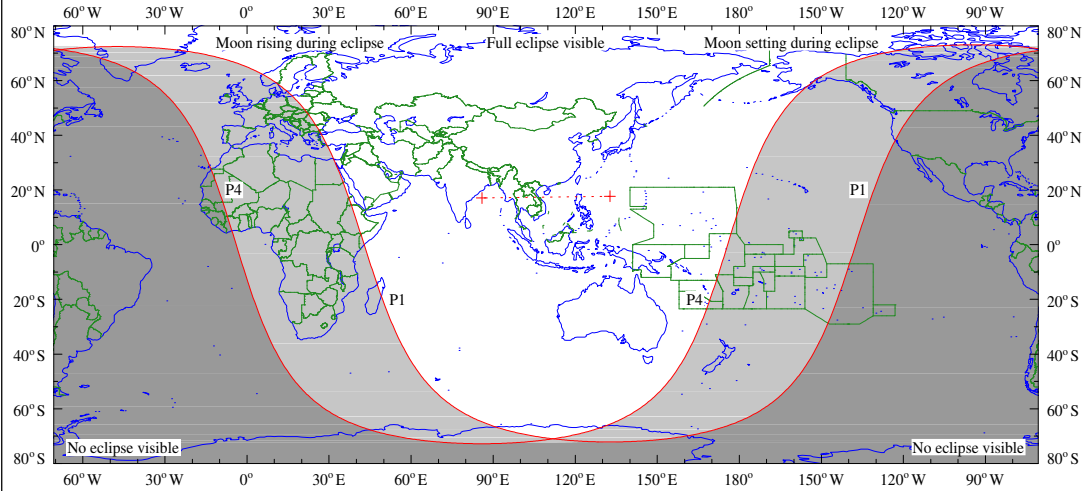 80° N 60° W 30° W 0° 30° E 60° E 90° E 120° E 150° E 180° 150° W 120° W 90° W 80° N
Moon rising during eclipse Full eclipse visible Moon setting during eclipse
60° N 60° N
40° N 40° N
20° N P4 P1 20° N
0° 0°
20° S P1 P4 20° S
40° S 40° S
60° S 60° S
No eclipse visible No eclipse visible
80° S 80° S
60° W 30° W 0° 30° E 60° E 90° E 120° E 150° E 180° 150° W 120° W 90° W